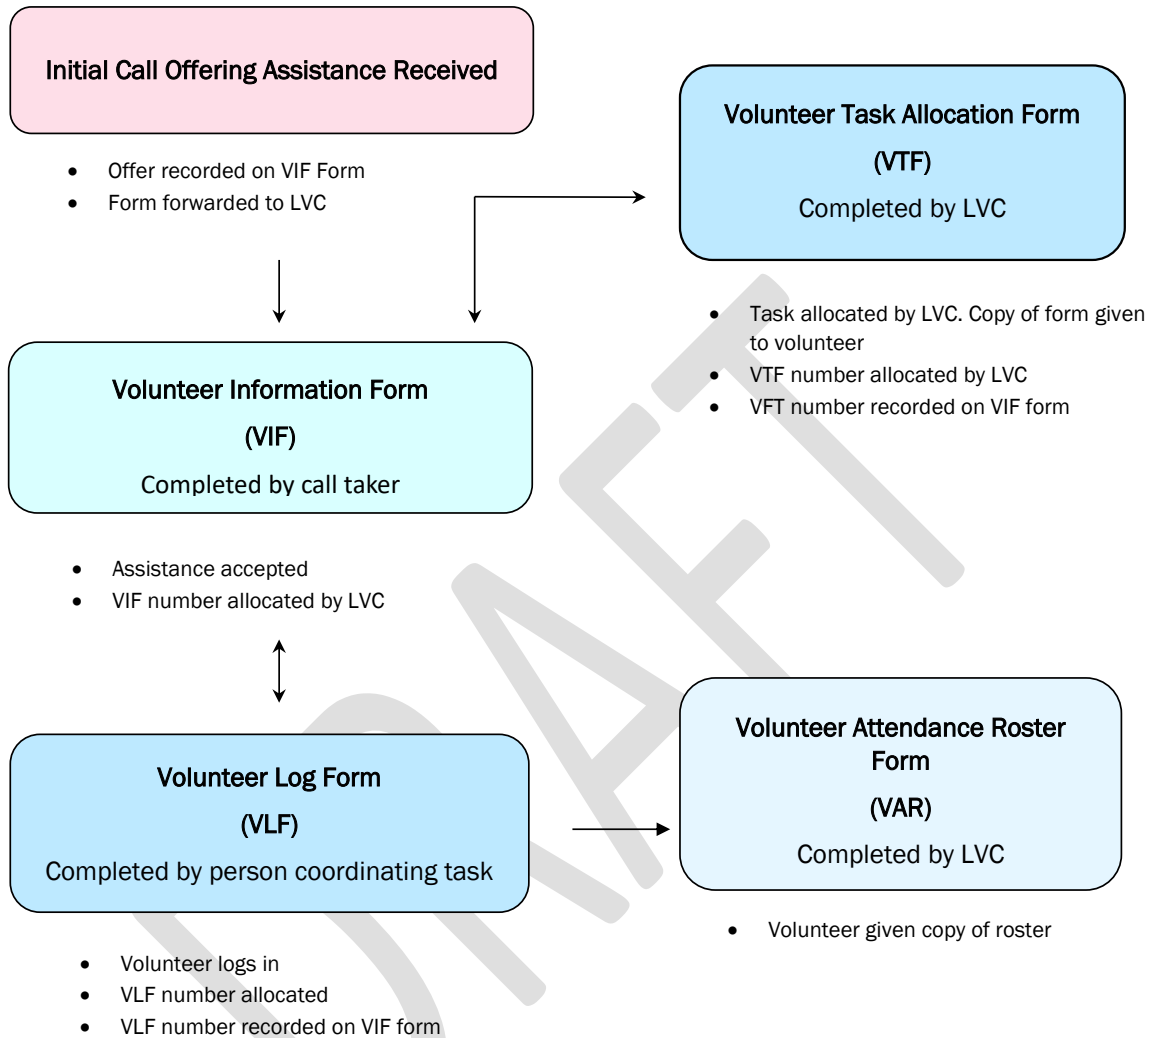 Initial Call Offering Assistance Received
• Offer recorded on VIF Form
• Form forwarded to LVC
Volunteer Task Allocation Form
(VTF)
Completed by LVC
• Task allocated by LVC. Copy of form given
to volunteer
• VTF number allocated by LVC
• VFT number recorded on VIF form
Volunteer Information Form
(VIF)
Completed by call taker
• Assistance accepted
• VIF number allocated by LVC
Volunteer Log Form
(VLF)
Completed by person coordinating task
• Volunteer logs in
• VLF number allocated
• VLF number recorded on VIF form
Volunteer Attendance Roster
Form
(VAR)
Completed by LVC
• Volunteer given copy of roster
DRAFT